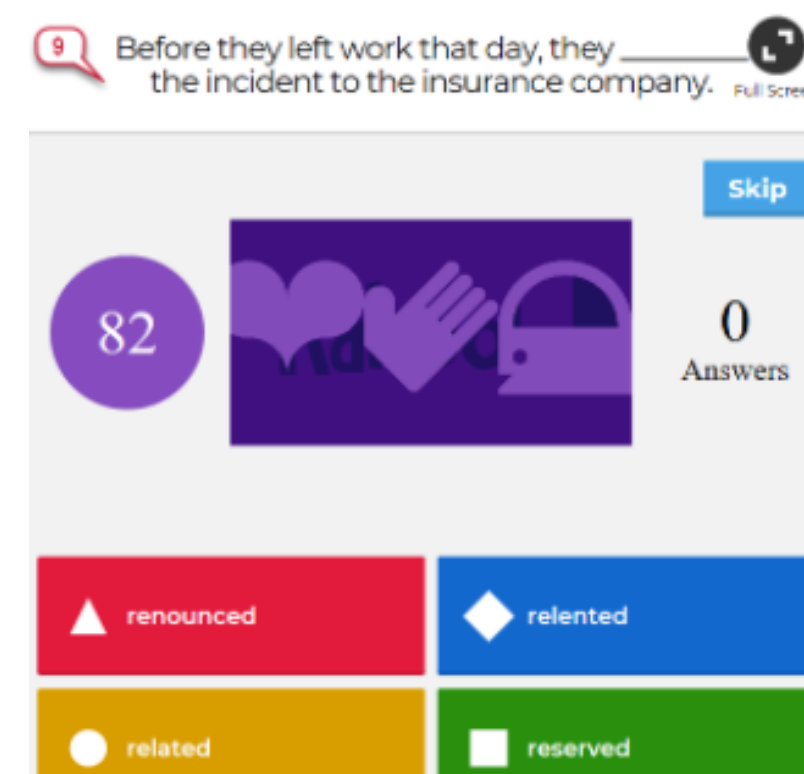 9
Before they left work that day, they ________
the incident to the insurance company.
Full Scree
Skip
82
0
Answers
renounced
relented
related
reserved